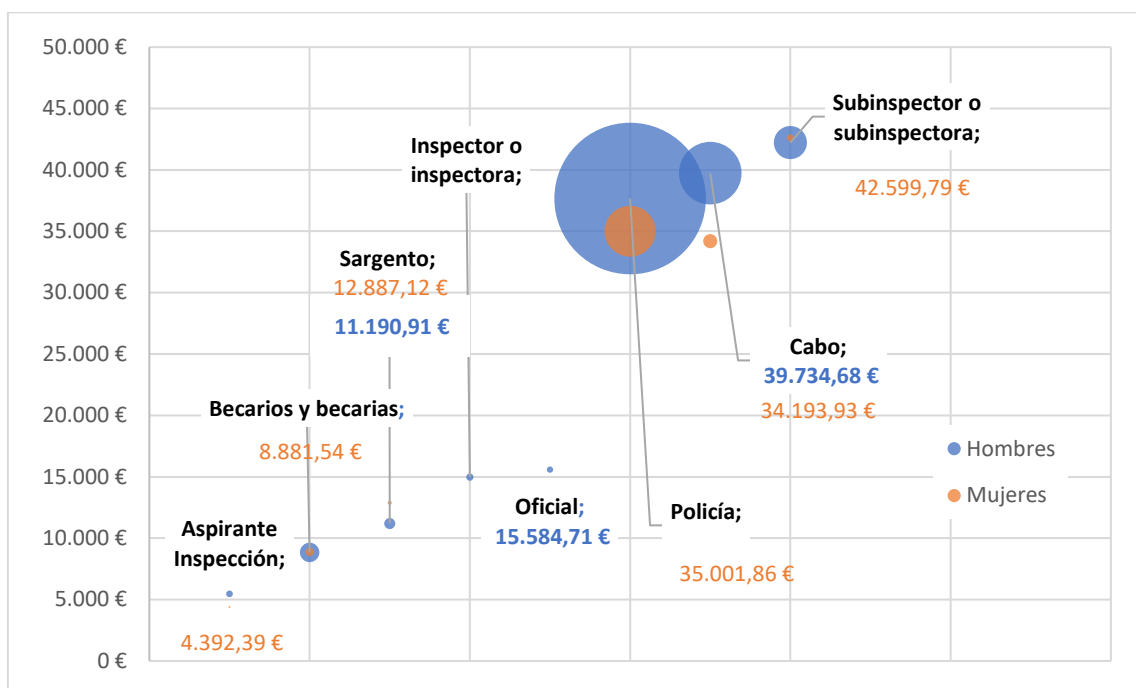 50.000 €
45.000 €
40.000 €
35.000 €
30.000 €
25.000 €
20.000 €
15.000 €
10.000 €
5.000 €
0 €
Subinspector o
subinspectora;
42.599,79 €
Inspector o
inspectora;
Sargento;
12.887,12 €
11.190,91 €
Cabo;
39.734,68 €
34.193,93 €
Becarios y becarias;
8.881,54 €
Hombres
Mujeres
Oficial;
15.584,71 €
Policía;
35.001,86 €
Aspirante
Inspección;
4.392,39 €